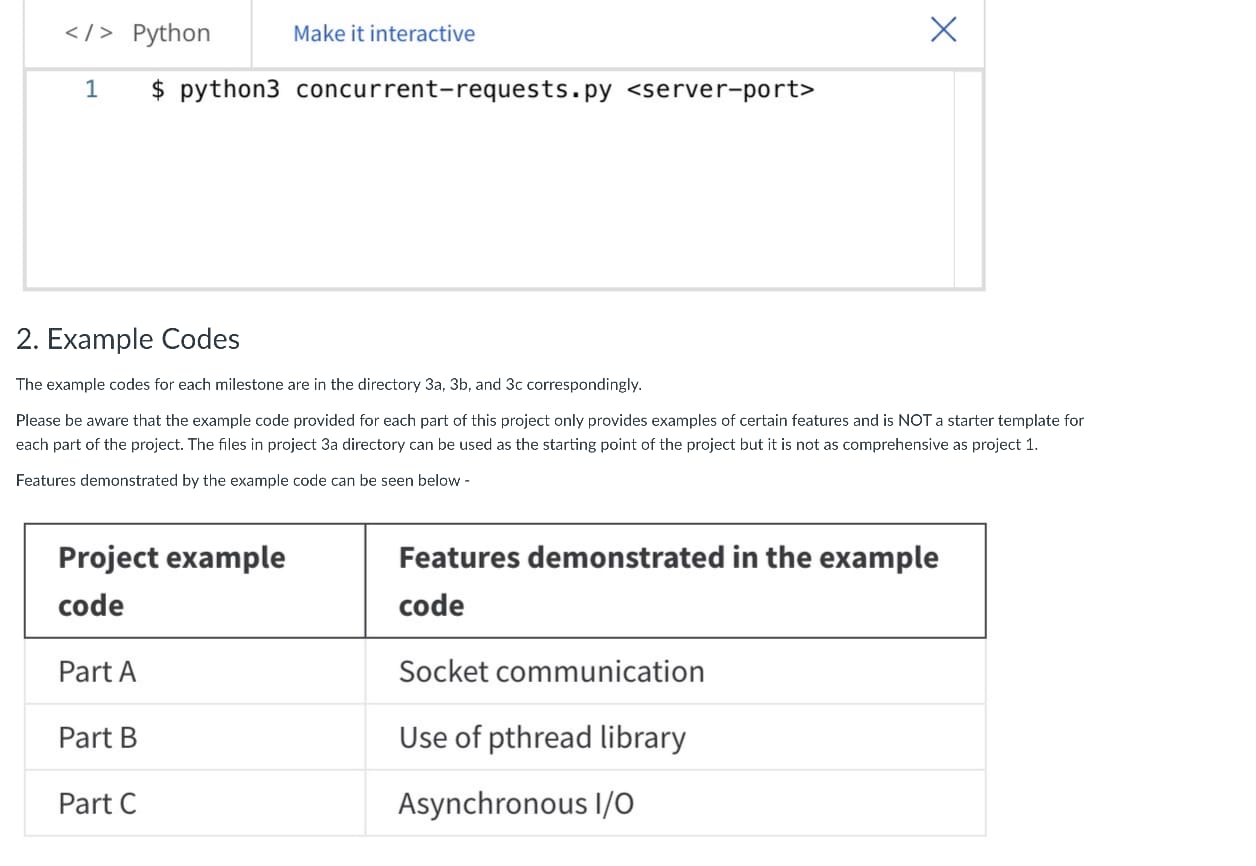 </> Python
Make it interactive
1 $ python3 concurrent-requests.py <server-port>
2. Example Codes
The example codes for each milestone are in the directory 3a, 3b, and 3c correspondingly.
Please be aware that the example code provided for each part of this project only provides examples of certain features and is NOT a starter template for
each part of the project. The files in project 3a directory can be used as the starting point of the project but it is not as comprehensive as project 1.
Features demonstrated by the example code can be seen below -
Project example
code
Features demonstrated in the example
code
Part A
Socket communication
Part B
Use of pthread library
Part C
Asynchronous I/O